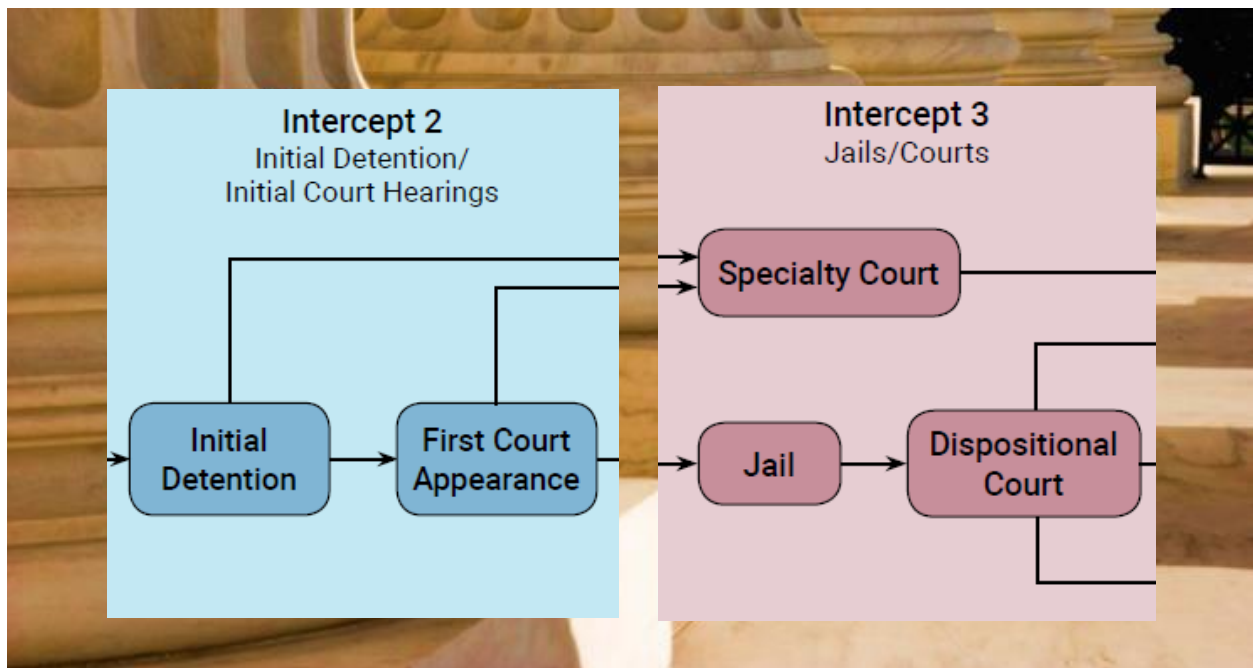 Intercept 2
Initial Detention/
Initial Court Hearings
Initial
Detention
First Court
Appearance
Intercept 3
Jails/Courts
Specialty Court
Jail
Dispositional
Court